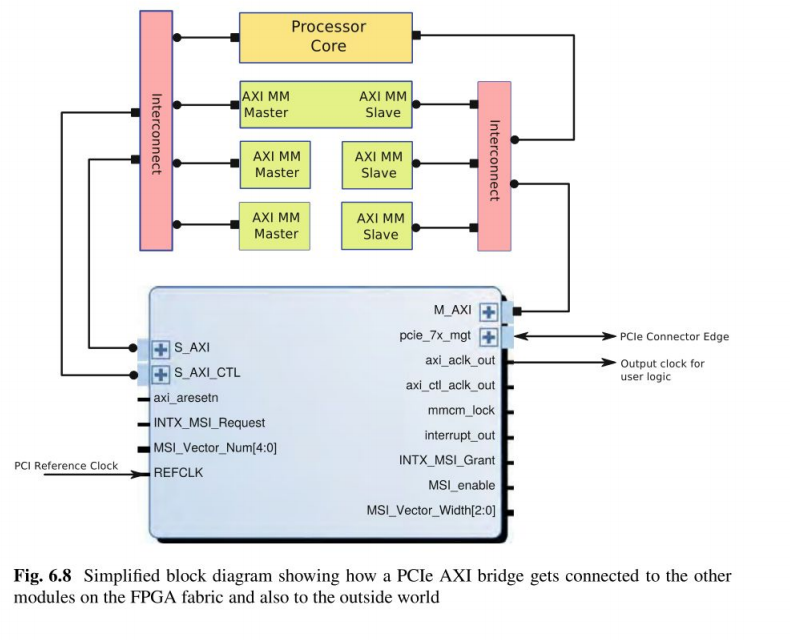 Processor
Core
Interconnect
AXI MM
Master
AXI MM
Slave
AXI MM
Master
AXI MM
Slave
AXI MM
Master
AXI MM
Slave
Interconnect
M_AXI
pcie_7x_mgt
PCIe Connector Edge
axi_aclk_out
Output clock for
user logic
axi_ctl_aclk_out
mmcm_lock
interrupt_out
INTX_MSI_Grant
MSI_enable
MSI_Vector_Width[2:0]
S_AXI
S_AXI_CTL
axi_aresetn
INTX_MSI_Request
MSI_Vector_Num[4:0]
PCI Reference Clock
REFCLK
Fig. 6.8 Simplified block diagram showing how a PCIe AXI bridge gets connected to the other
modules on the FPGA fabric and also to the outside world